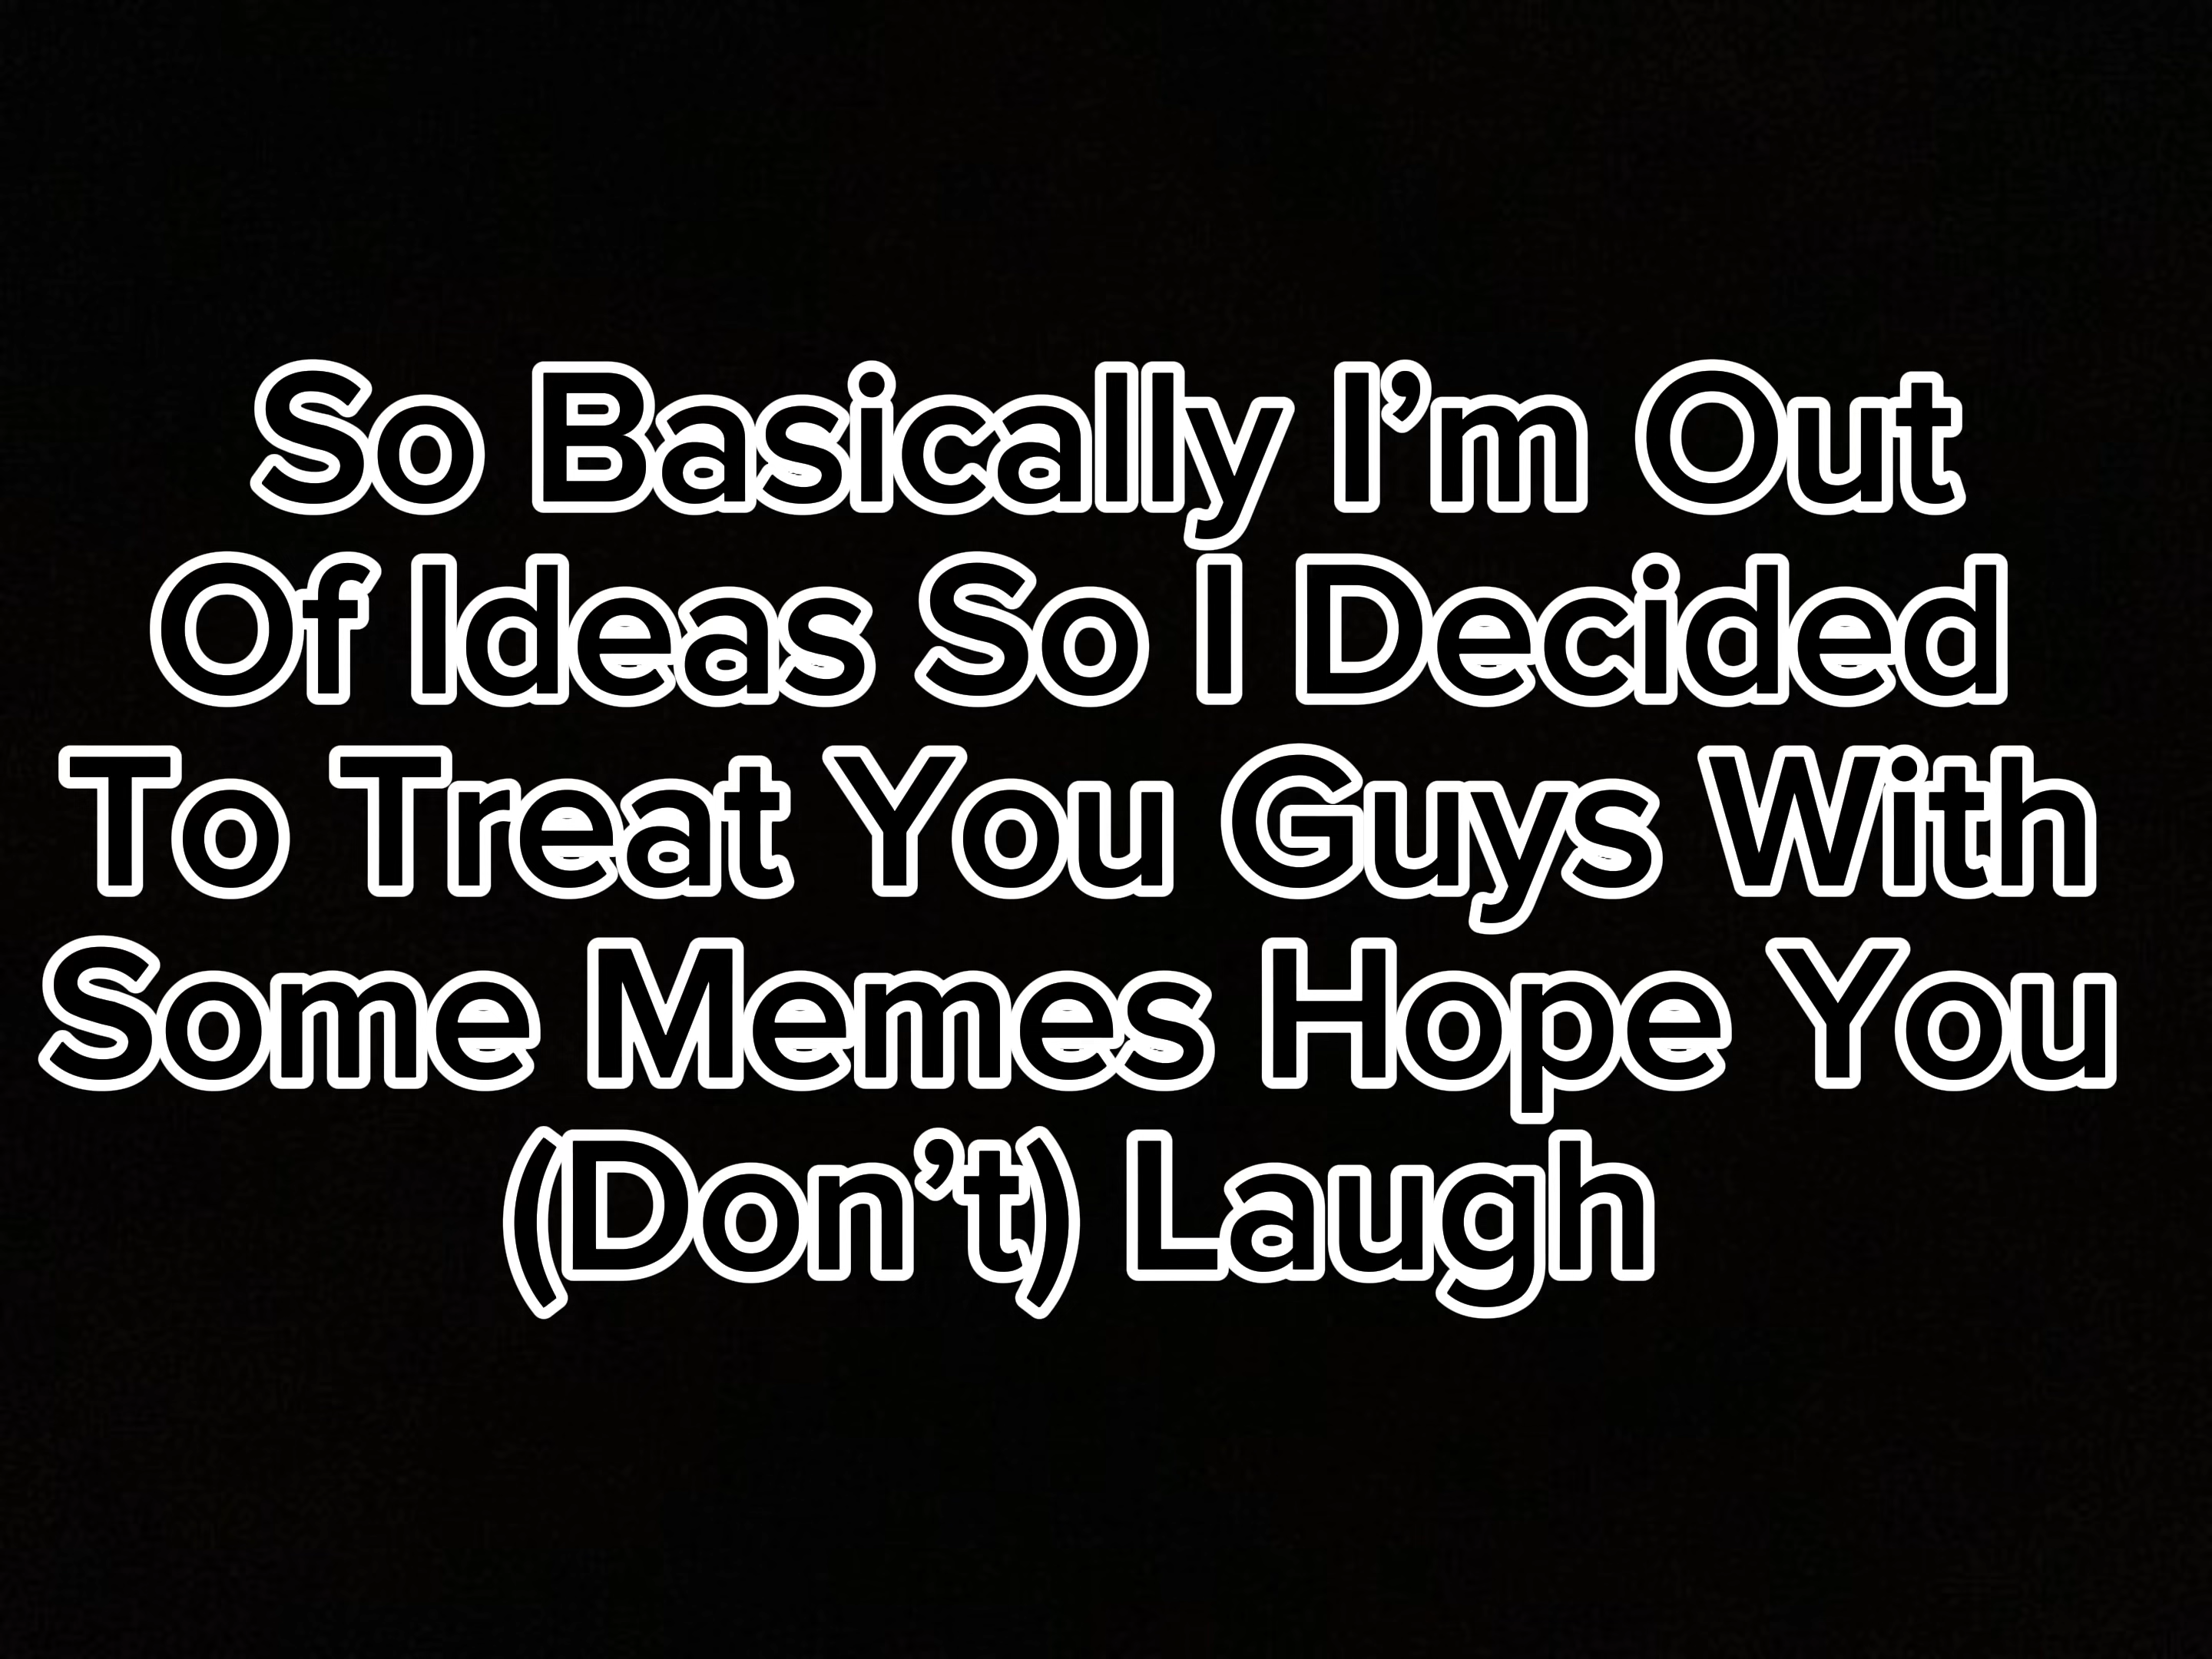 So Basically I’m Out
Of Ideas So I Decided
To Treat You Guys With
Some Memes Hope You
(Don’t) Laugh